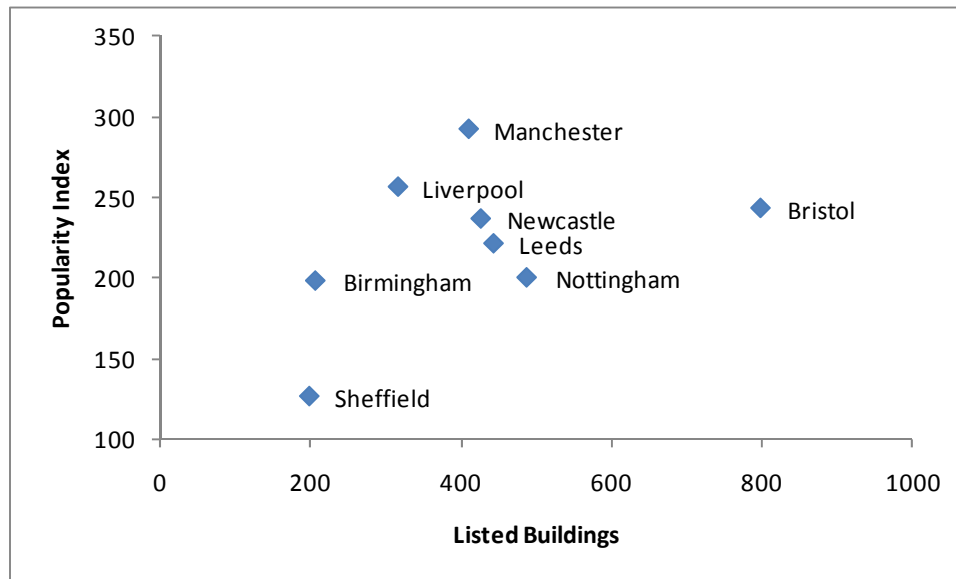 350
300
250
200
150
100
Popularity Index
Manchester
Liverpool
Newcastle
Bristol
Leeds
Birmingham
Nottingham
Sheffield
0 200 400 600 800 1000
Listed Buildings